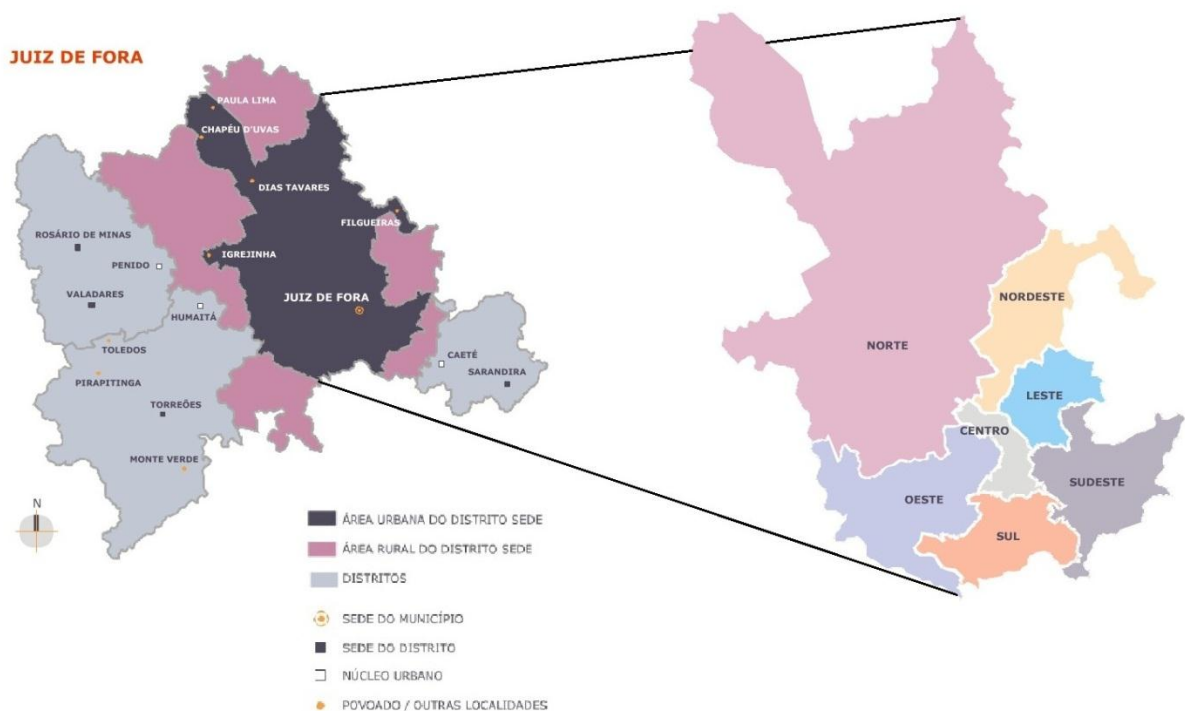 JUIZ DE FORA
PAULA LIMA
CHAPÉU D'UVAS
DIAS TAVARES
FILGUEIRAS
ROSÁRIO DE MINAS
IGREJINHA
PENIDO
VALADARES
JUIZ DE FORA
HUMAITÁ
TOLEDOS
CAETÉ
PIRAPITINGA
SARANDIRA
TORREÕES
MONTE VERDE
N
ÁREA URBANA DO DISTRITO SEDE
ÁREA RURAL DO DISTRITO SEDE
DISTRITOS
SEDE DO MUNICÍPIO
SEDE DO DISTRITO
NÚCLEO URBANO
POVOADO / OUTRAS LOCALIDADES
NORDESTE
NORTE
LESTE
CENTRO
SUDESTE
OESTE
SUL